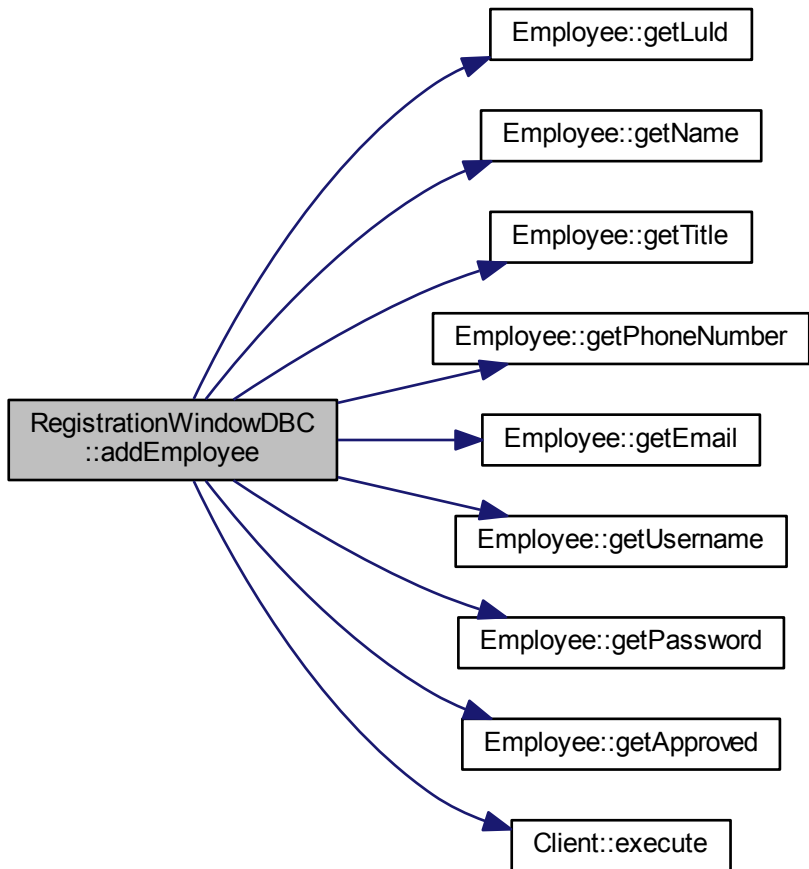 Employee::getLuId
Employee::getName
Employee::getTitle
Employee::getPhoneNumber
RegistrationWindowDBC
::addEmployee
Employee::getEmail
Employee::getUsername
Employee::getPassword
Employee::getApproved
Client::execute